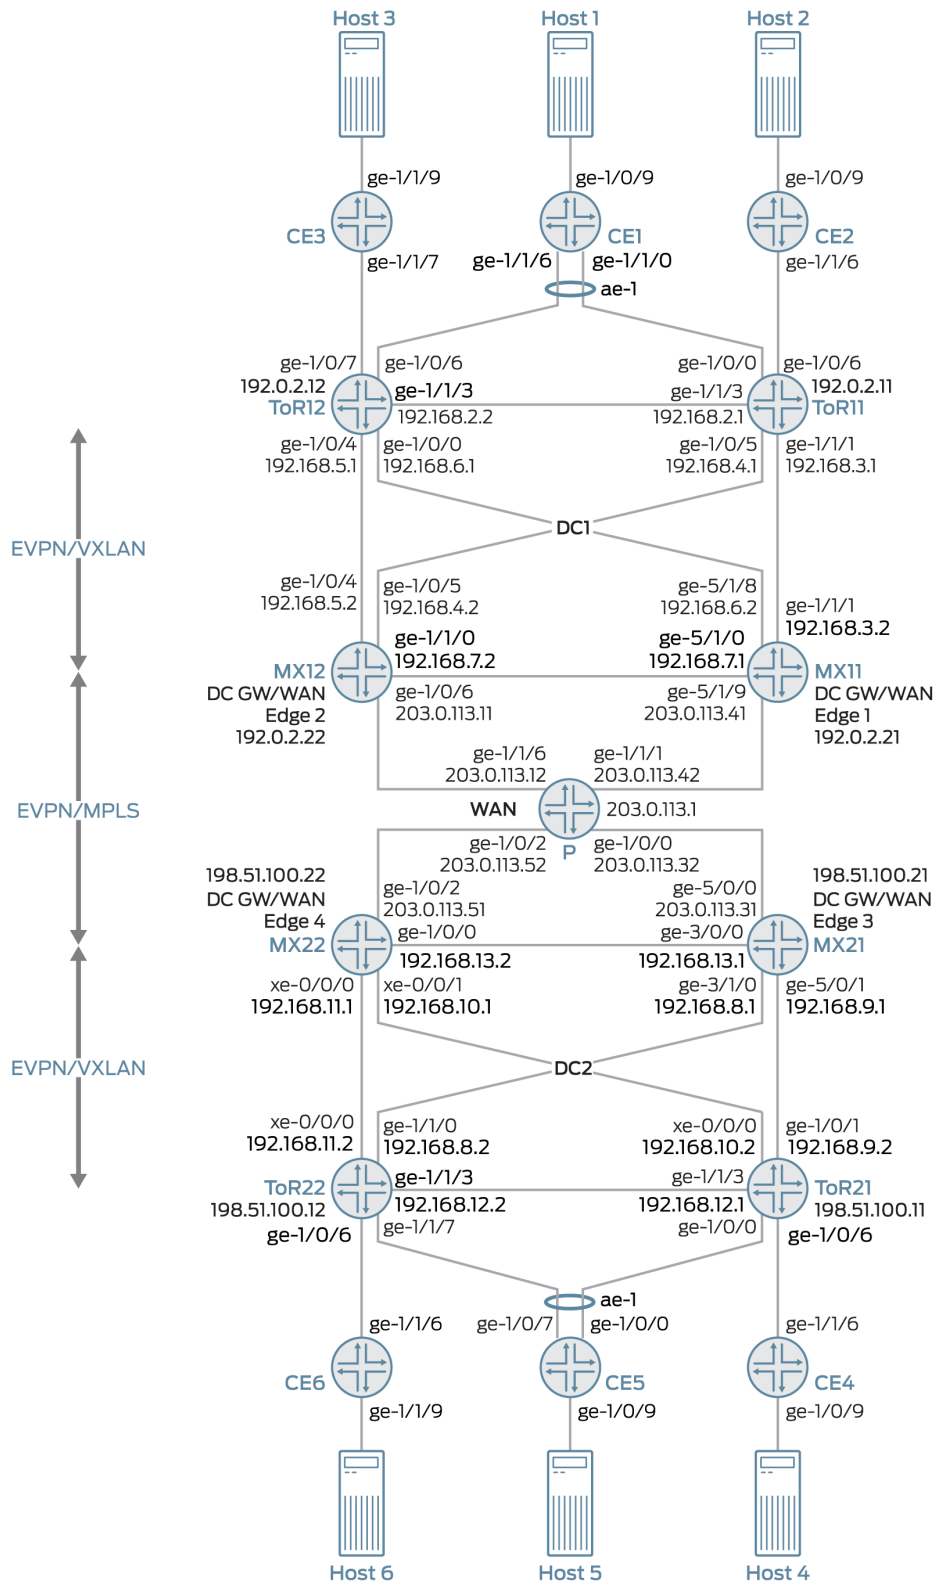 Host 3
Host 1
Host 2
ge-1/1/9
ge-1/0/9
ge-1/0/9
CE3
CE1
CE2
ge-1/1/7
ge-1/1/6
ge-1/1/0
ge-1/1/6
ae-1
ge-1/0/7
ge-1/0/6
ge-1/0/0
ge-1/0/6
192.0.2.12
192.0.2.11
ToR12
ge-1/1/3
ge-1/1/3
ToR11
192.168.2.2
192.168.2.1
ge-1/0/4
ge-1/0/0
ge-1/0/5
ge-1/1/1
192.168.5.1
192.168.6.1
192.168.4.1
192.168.3.1
DC1
EVPN/VXLAN
ge-1/0/4
ge-1/0/5
ge-5/1/8
ge-1/1/1
192.168.5.2
192.168.4.2
192.168.6.2
192.168.3.2
ge-1/1/0
ge-5/1/0
192.168.7.2
192.168.7.1
MX12
MX11
DC GW/WAN
ge-1/0/6
ge-5/1/9
DC GW/WAN
Edge 2
203.0.113.11
203.0.113.41
Edge 1
192.0.2.22
192.0.2.21
ge-1/1/6
ge-1/1/1
203.0.113.12
203.0.113.42
EVPN/MPLS
WAN
203.0.113.1
P
ge-1/0/2
ge-1/0/0
203.0.113.52
203.0.113.32
198.51.100.22
198.51.100.21
DC GW/WAN
ge-1/0/2
ge-5/0/0
DC GW/WAN
Edge 4
203.0.113.51
203.0.113.31
Edge 3
MX22
ge-1/0/0
ge-3/0/0
MX21
192.168.13.2
192.168.13.1
xe-0/0/0
xe-0/0/1
ge-3/1/0
ge-5/0/1
192.168.11.1
192.168.10.1
192.168.8.1
192.168.9.1
EVPN/VXLAN
DC2
xe-0/0/0
ge-1/1/0
xe-0/0/0
ge-1/0/1
192.168.11.2
192.168.8.2
192.168.10.2
192.168.9.2
ToR22
ge-1/1/3
ge-1/1/3
ToR21
198.51.100.12
192.168.12.2
192.168.12.1
198.51.100.11
ge-1/0/6
ge-1/1/7
ge-1/0/0
ge-1/0/6
ae-1
ge-1/1/6
ge-1/0/7
ge-1/0/0
ge-1/1/6
CE6
CE5
CE4
ge-1/1/9
ge-1/0/9
ge-1/0/9
Host 6
Host 5
Host 4